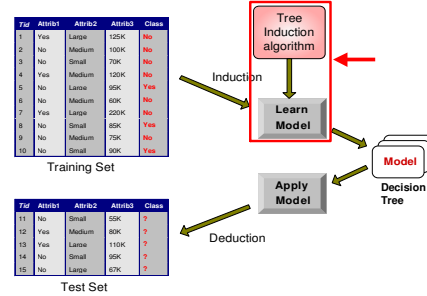 Tid Attrib1 Attrib2 Attrib3 Class
1 Yes Large 125K No
2 No Medium 100K No
3 No Small 70K No
4 Yes Medium 120K No
5 No Large 95K Yes
6 No Medium 60K No
7 Yes Large 220K No
8 No Small 85K Yes
9 No Medium 75K No
10 No Small 90K Yes
Training Set
Tree
Induction
algorithm
Induction
Learn
Model
Model
Decision
Tree
Apply
Model
Deduction
Tid Attrib1 Attrib2 Attrib3 Class
11 No Small 55K ?
12 Yes Medium 80K ?
13 Yes Large 110K ?
14 No Small 95K ?
15 No Large 67K ?
Test Set